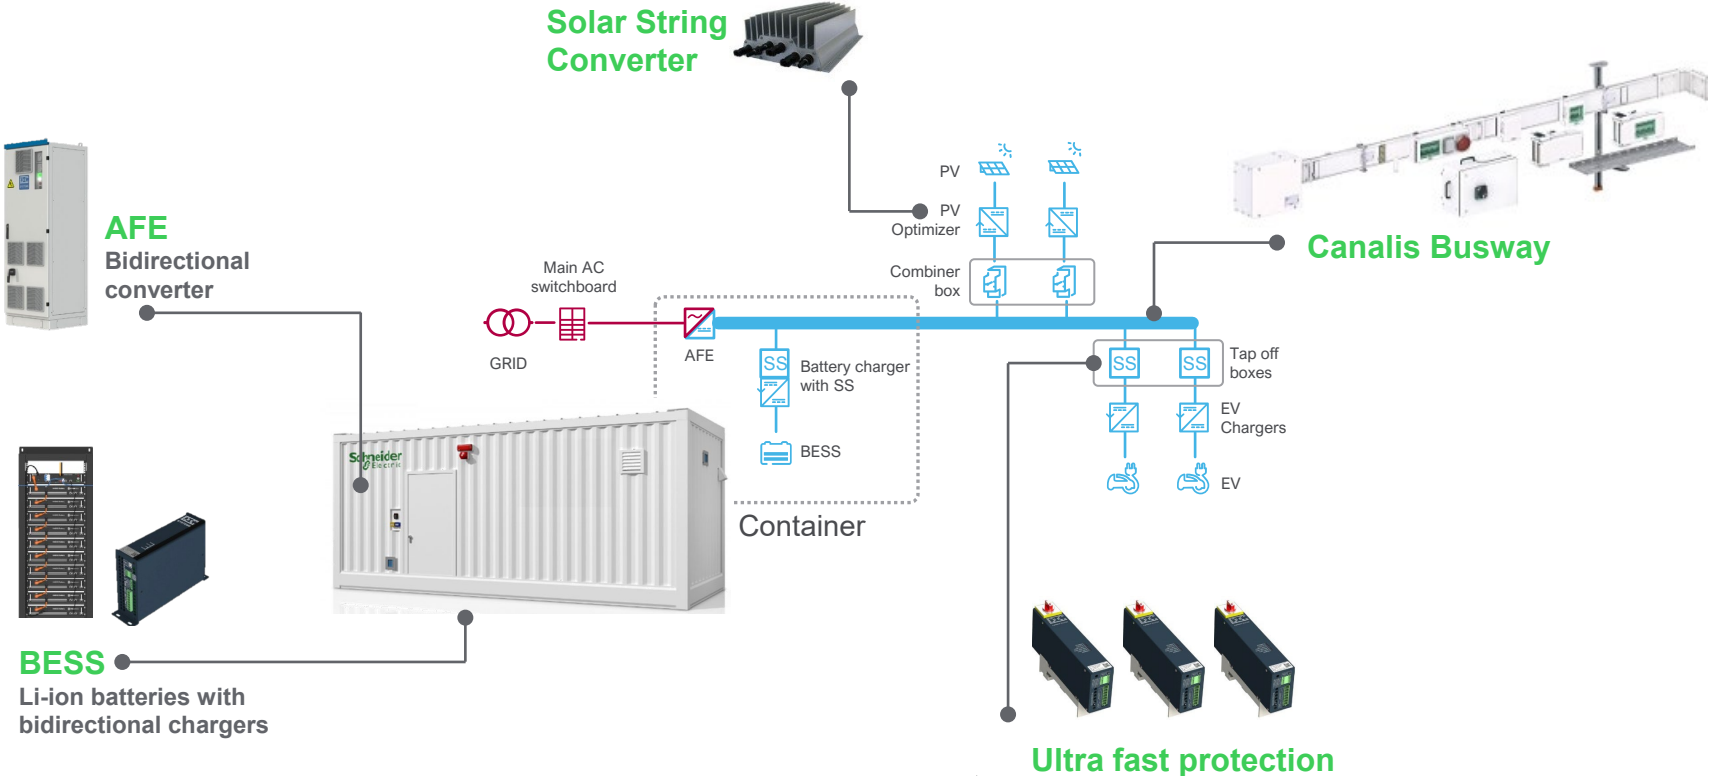 Solar String
Converter
PV
PV
Optimizer
Combiner
box
Canalis Busway
AFE
Bidirectional
converter
Main AC
switchboard
GRID
AFE
SS
Battery charger
with SS
BESS
SS
SS
Tap off
boxes
EV
Chargers
EV
Schneider
Electric
Container
BESS
Li-ion batteries with
bidirectional chargers
Ultra fast protection